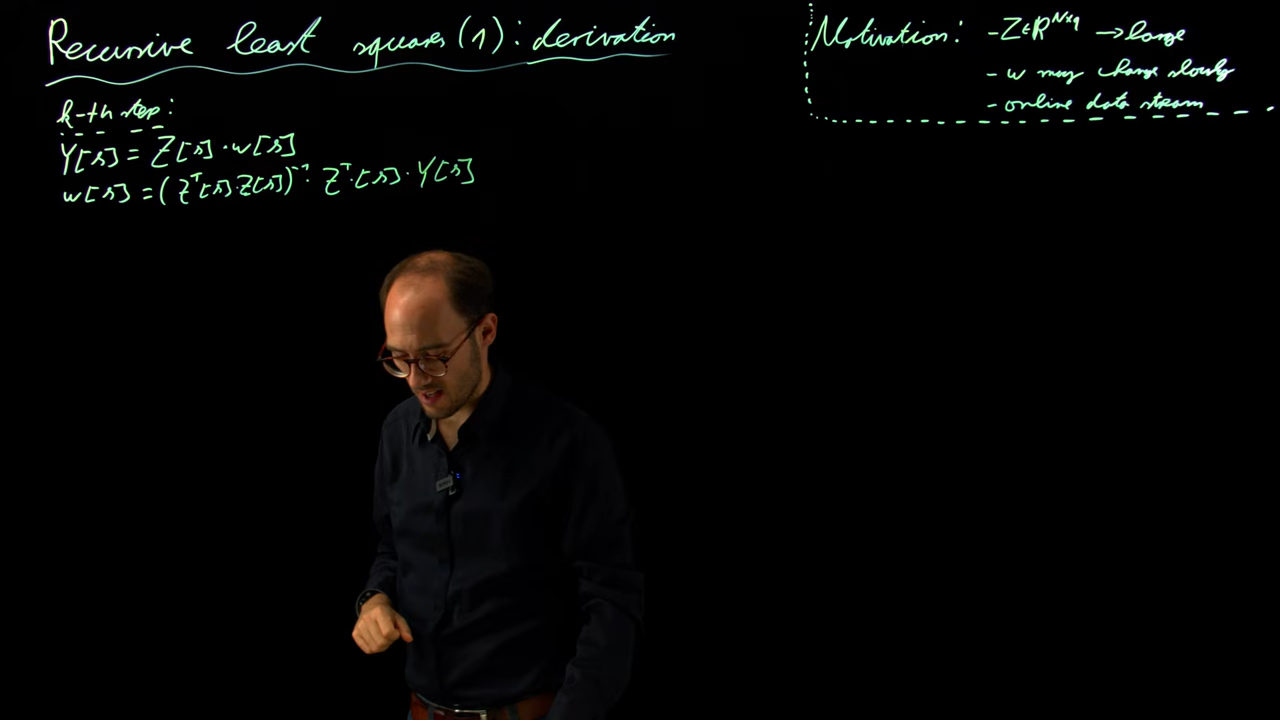 Recursive least squares (1): derivation
Motivation: - Z ∈ R^{N×q} → large
- w may change slowly
- online data stream
k-th step:
Y[k] = Z[k] · w[k]
w[k] = (Z^T[k] · Z[k])^{-1} · Z^T · [k] · Y[k]